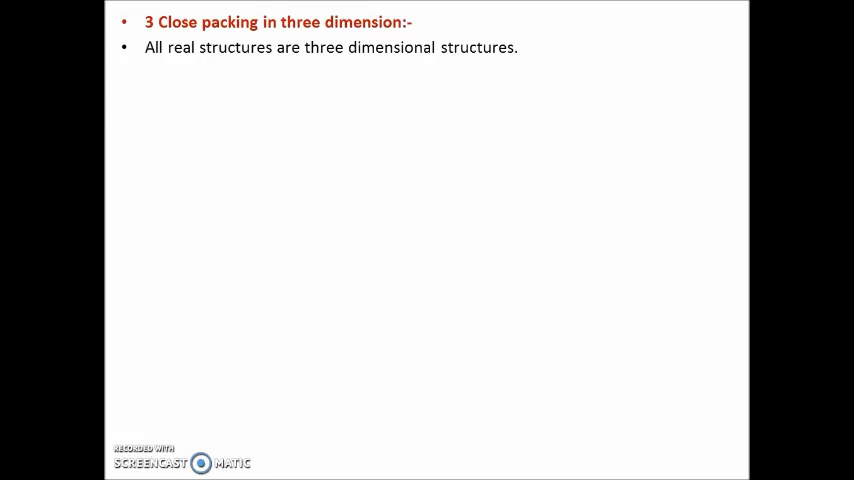 • 3 Close packing in three dimension:-
• All real structures are three dimensional structures.
RECORDED WITH
SCREENCAST MATIC